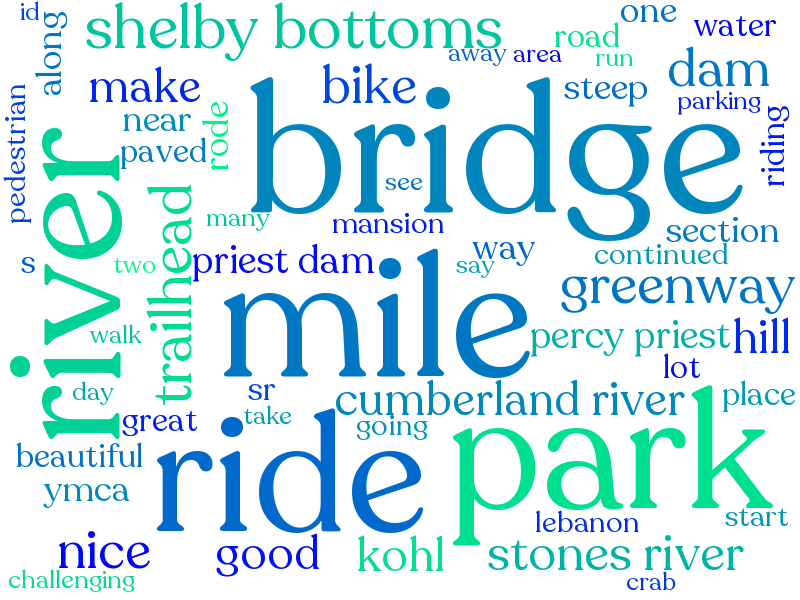 id
along
shelby bottoms
one
water
road
away
area
run
make
bike
steep
dam
parking
pedestrian
near
rode
bridge
riding
paved
see
river
trailhead
many
mansion
section
s
two
priest dam
way
say
continued
greenway
mile
walk
percy priest
hill
lot
day
sr
cumberland river
place
great
take
going
ride
park
beautiful
ymca
lebanon
start
nice
good
kohl
stones river
challenging
crab